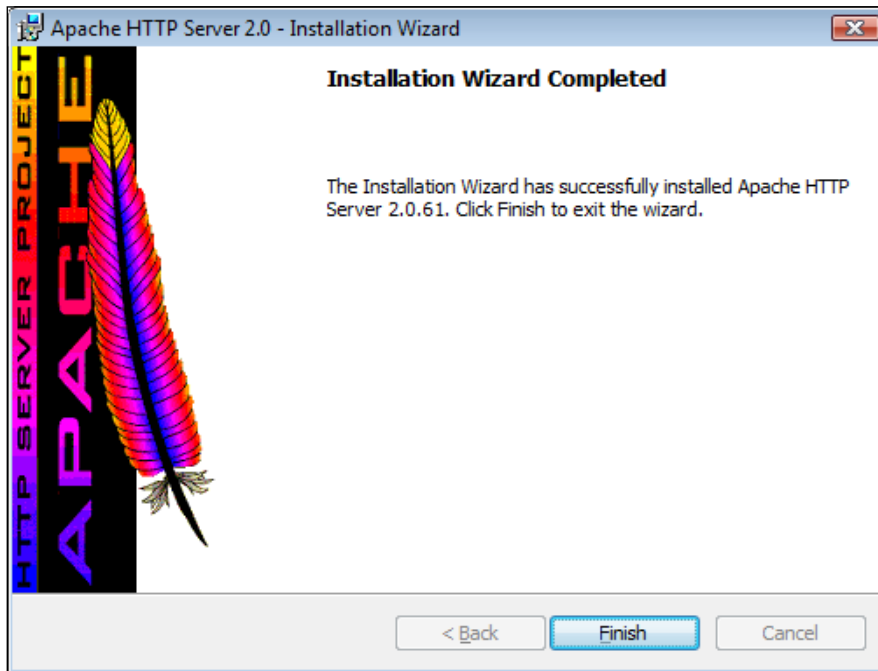 Apache HTTP Server 2.0 - Installation Wizard
HTTP SERVER PROJECT
APACHE
Installation Wizard Completed
The Installation Wizard has successfully installed Apache HTTP
Server 2.0.61. Click Finish to exit the wizard.
< Back
Finish
Cancel